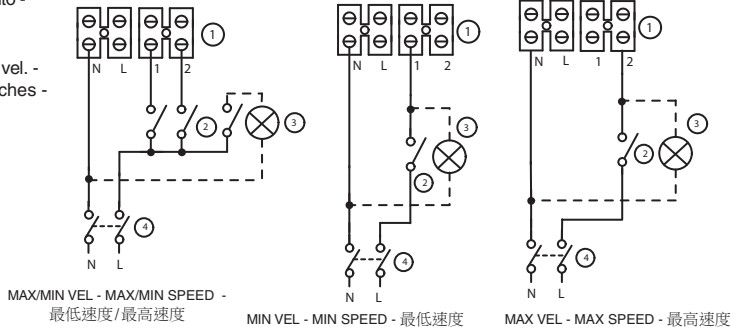 nto -
vel. -
ches -
N L 1 2
1
2
3
4
N L
MAX/MIN VEL - MAX/MIN SPEED -
最低速度/最高速度
N L 1 2
1
3
2
4
N L
MIN VEL - MIN SPEED - 最低速度
N L 1 2
1
3
2
4
N L
MAX VEL - MAX SPEED - 最高速度